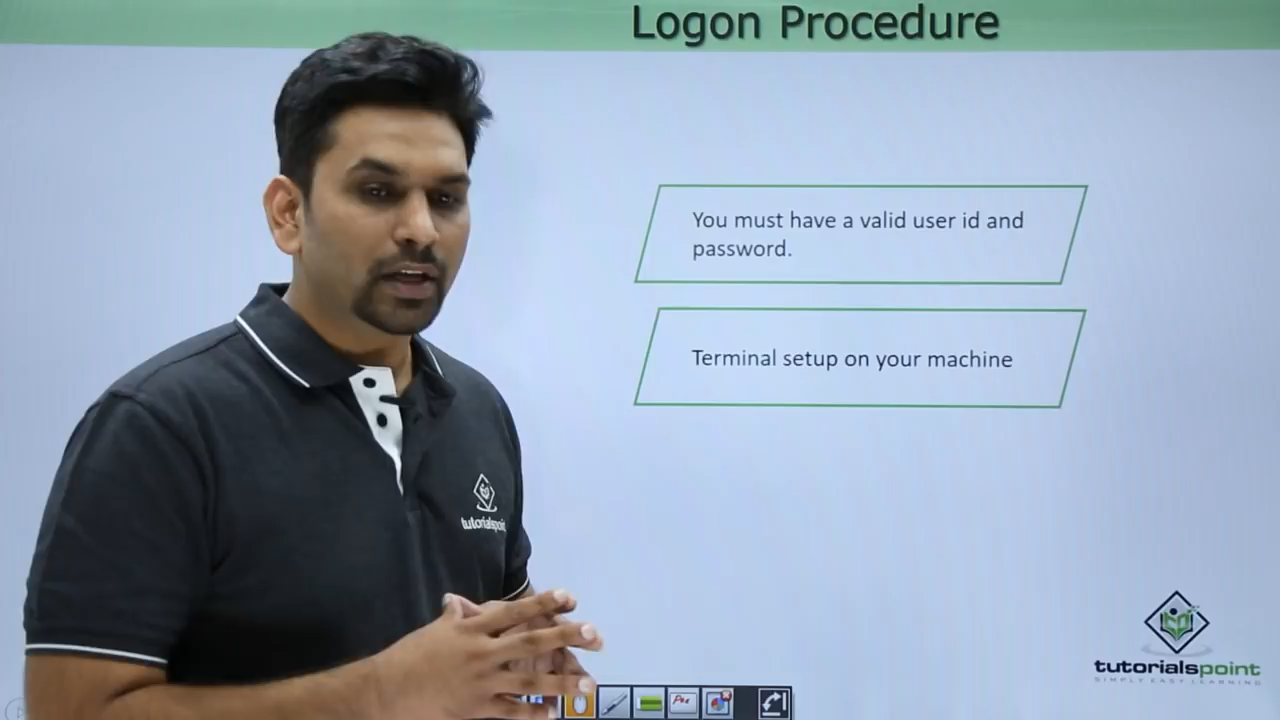 Logon Procedure
You must have a valid user id and
password.
Terminal setup on your machine
tutorialspoint
tutorialspoint
SIMPLY EASY LEARNING